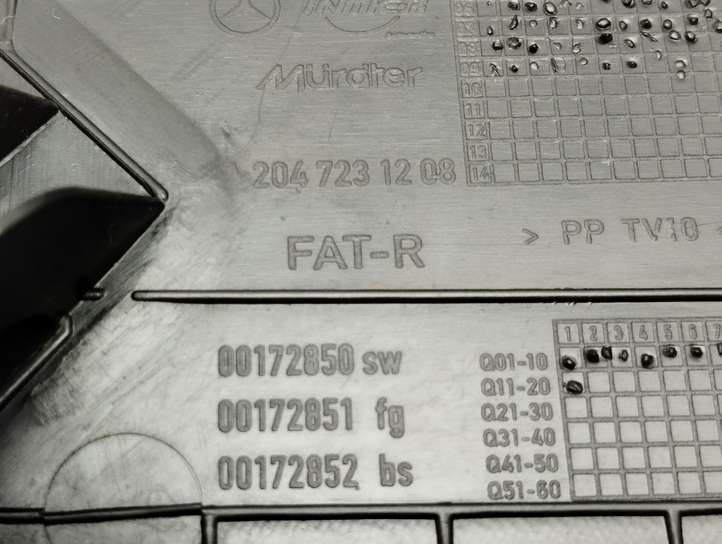 Mürdter
10
11
12
13
14
204 723 12 08
FAT-R
> PP TV10 <
1 2 3 4 5 6 7
00172850 sw
Q01-10
00172851 fg
Q11-20
Q21-30
00172852 bs
Q31-40
Q41-50
Q51-60